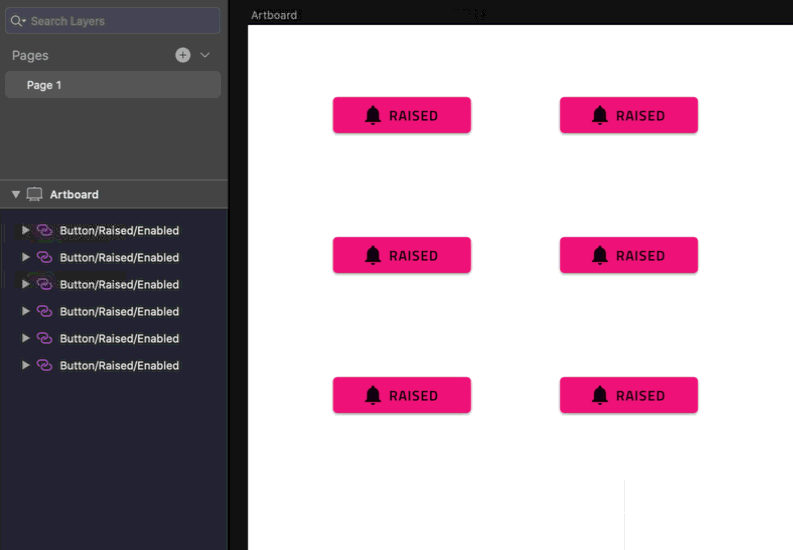 Search Layers
Pages
Page 1
Artboard
Button/Raised/Enabled
Button/Raised/Enabled
Button/Raised/Enabled
Button/Raised/Enabled
Button/Raised/Enabled
Button/Raised/Enabled
Artboard
RAISED RAISED
RAISED RAISED
RAISED RAISED